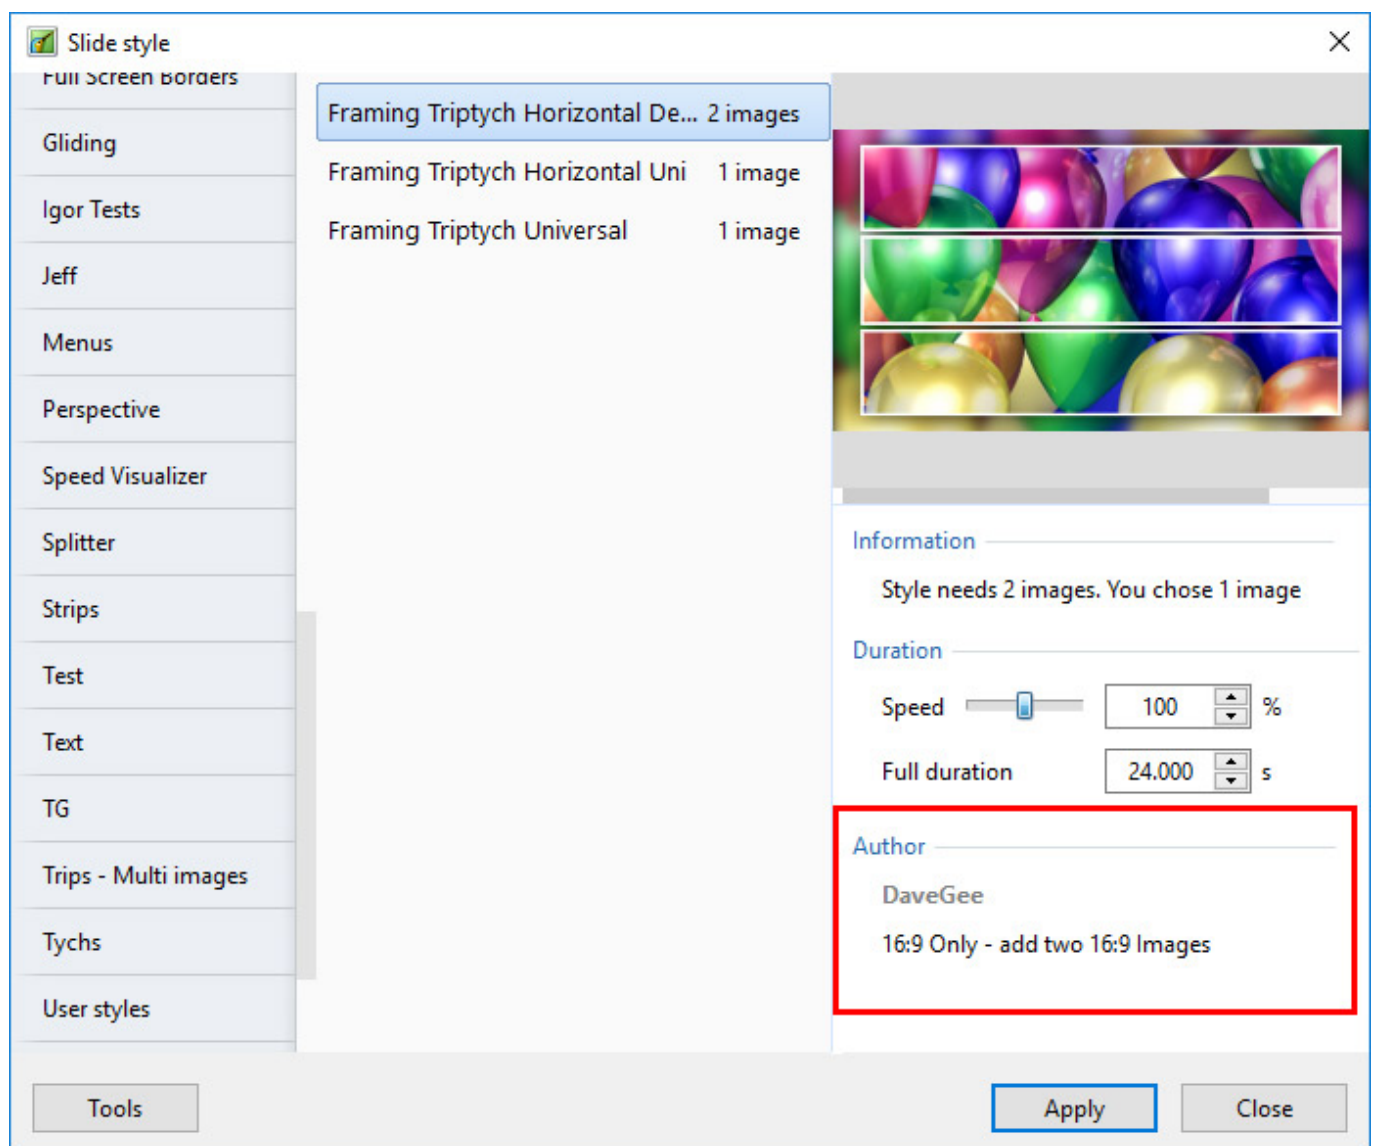 Slide style
Full Screen Borders
Gliding
Igor Tests
Jeff
Menus
Perspective
Speed Visualizer
Splitter
Strips
Test
Text
TG
Trips - Multi images
Tychs
User styles
Framing Triptych Horizontal De... 2 images
Framing Triptych Horizontal Uni 1 image
Framing Triptych Universal 1 image
Information
Style needs 2 images. You chose 1 image
Duration
Speed 100 %
Full duration 24.000 s
Author
DaveGee
16:9 Only - add two 16:9 Images
Tools Apply Close